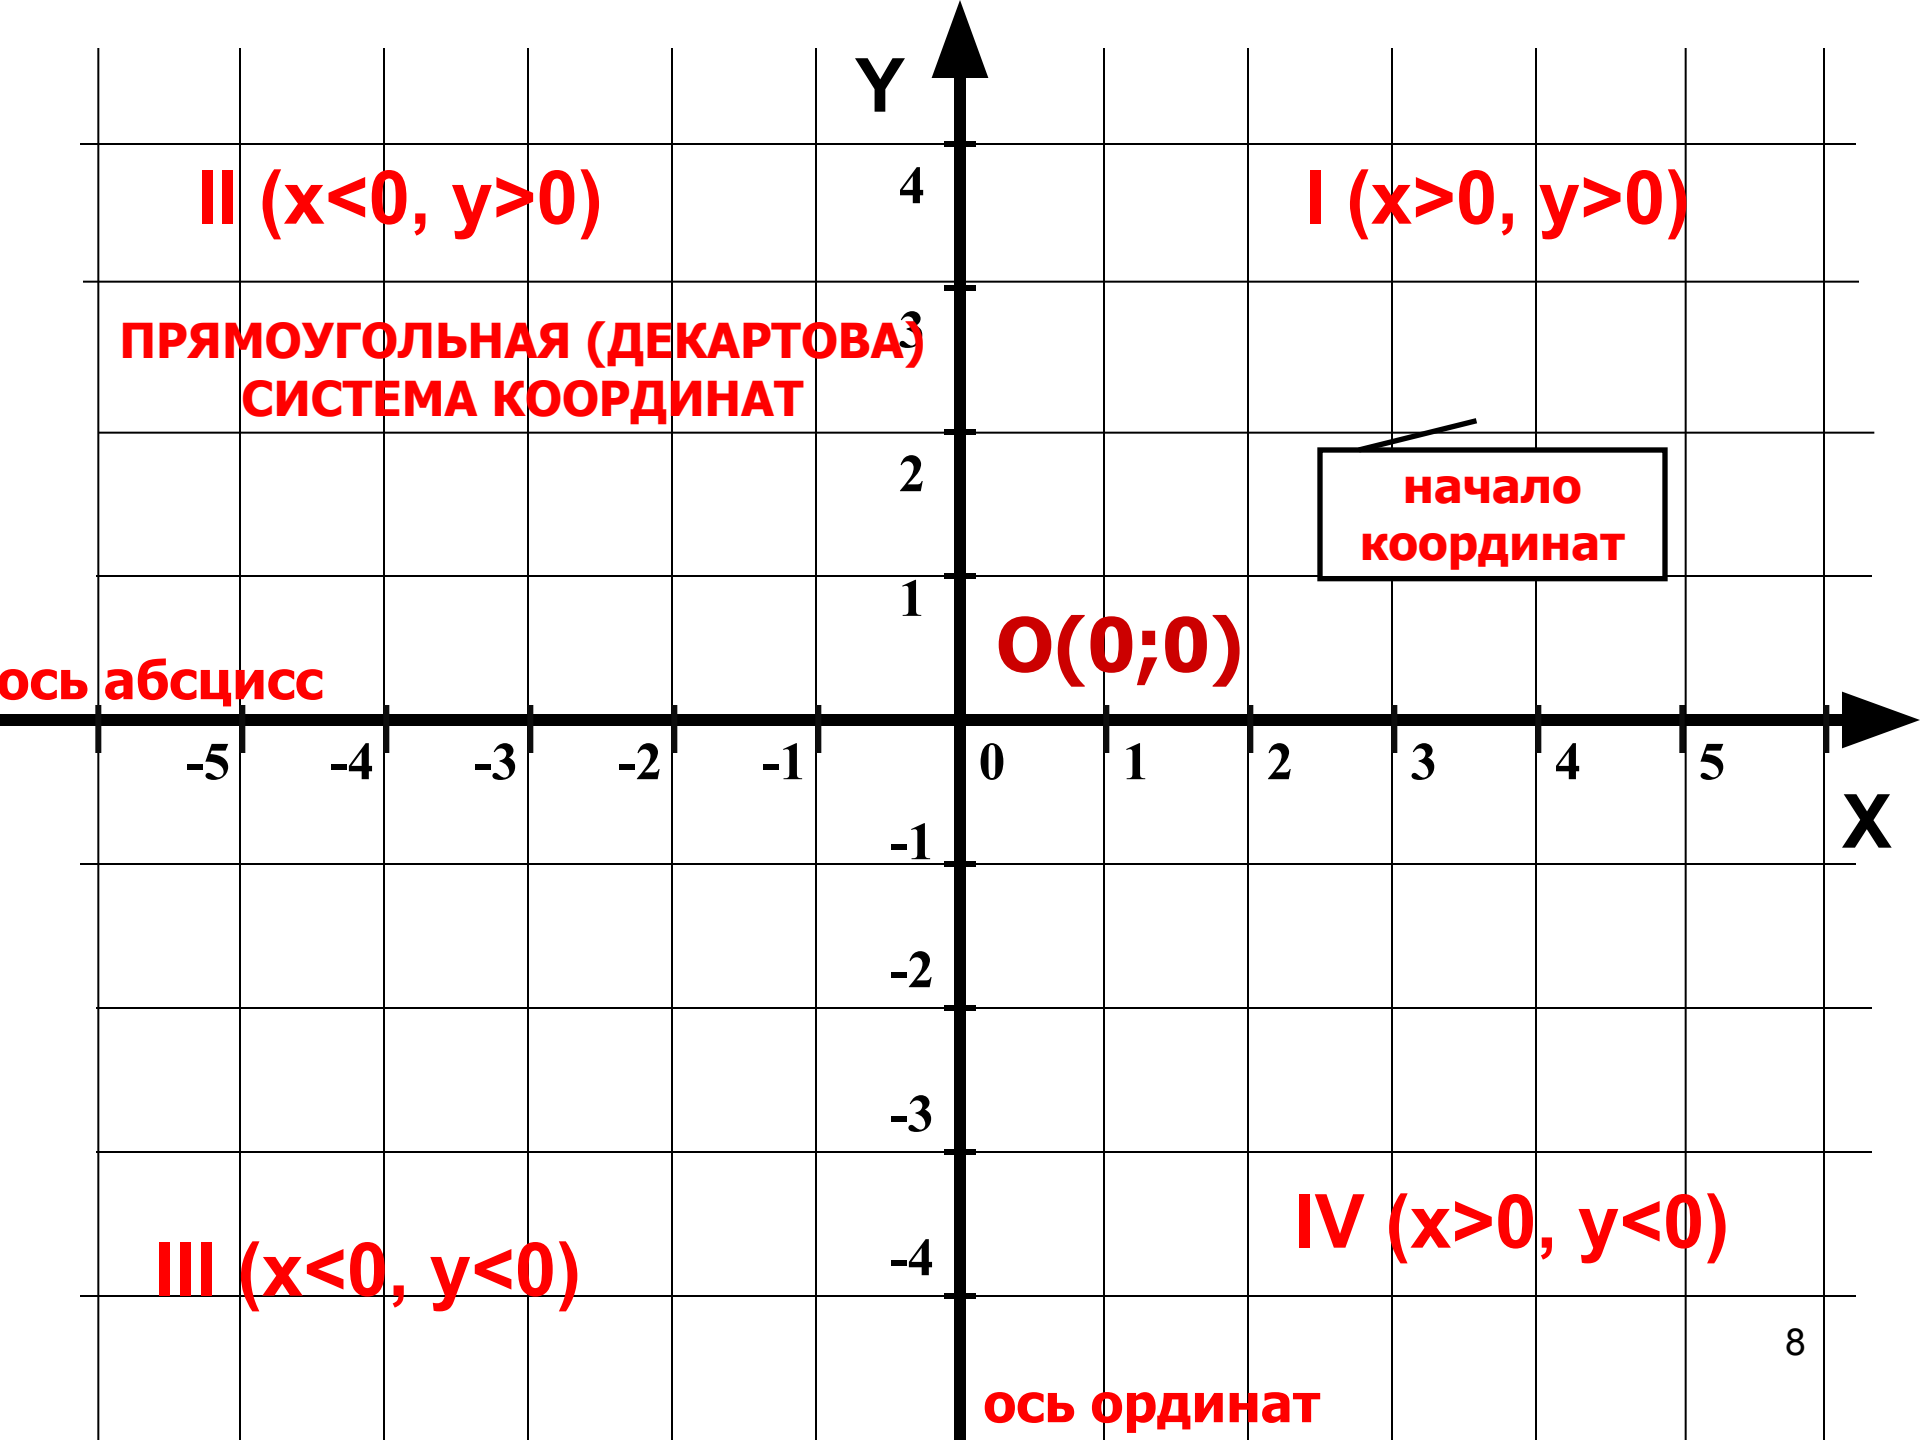 Y
4
II (x<0, y>0)
I (x>0, y>0)
3
ПРЯМОУГОЛЬНАЯ (ДЕКАРТОВА)
СИСТЕМА КООРДИНАТ
2
начало
координат
1
О(0;0)
ось абсцисс
-5 -4 -3 -2 -1 0 1 2 3 4 5
X
-1
-2
-3
IV (x>0, y<0)
-4
III (x<0, y<0)
8
ось ординат